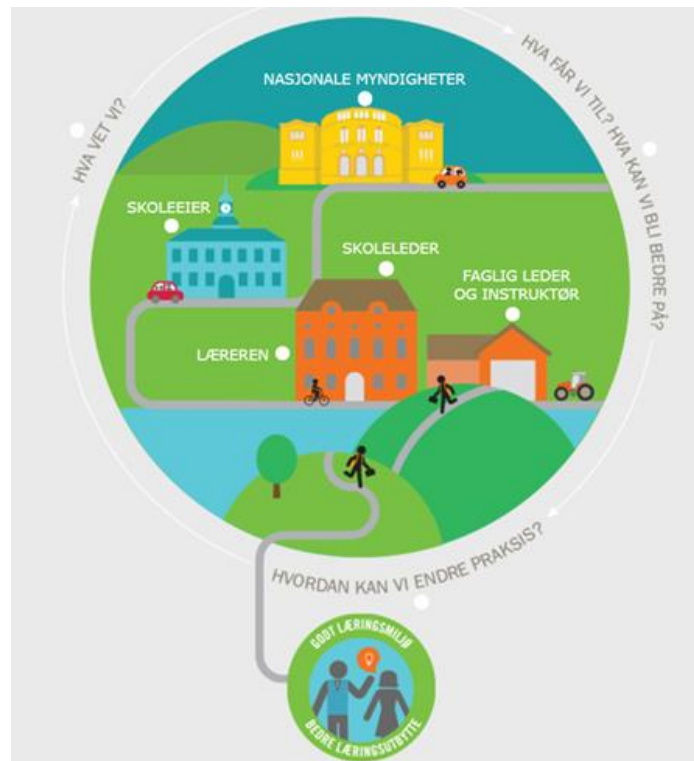 HVA VET VI?
HVA FÅR VI TIL? HVA KAN VI BLI BEDRE PÅ?
NASJONALE MYNDIGHETER
SKOLEEIER
SKOLELEDER
FAGLIG LEDER
OG INSTRUKTØR
LÆREREN
HVORDAN KAN VI ENDRE PRAKSIS?
GODT LÆRINGSMILJØ
BEDRE LÆRINGSUTBYTTE